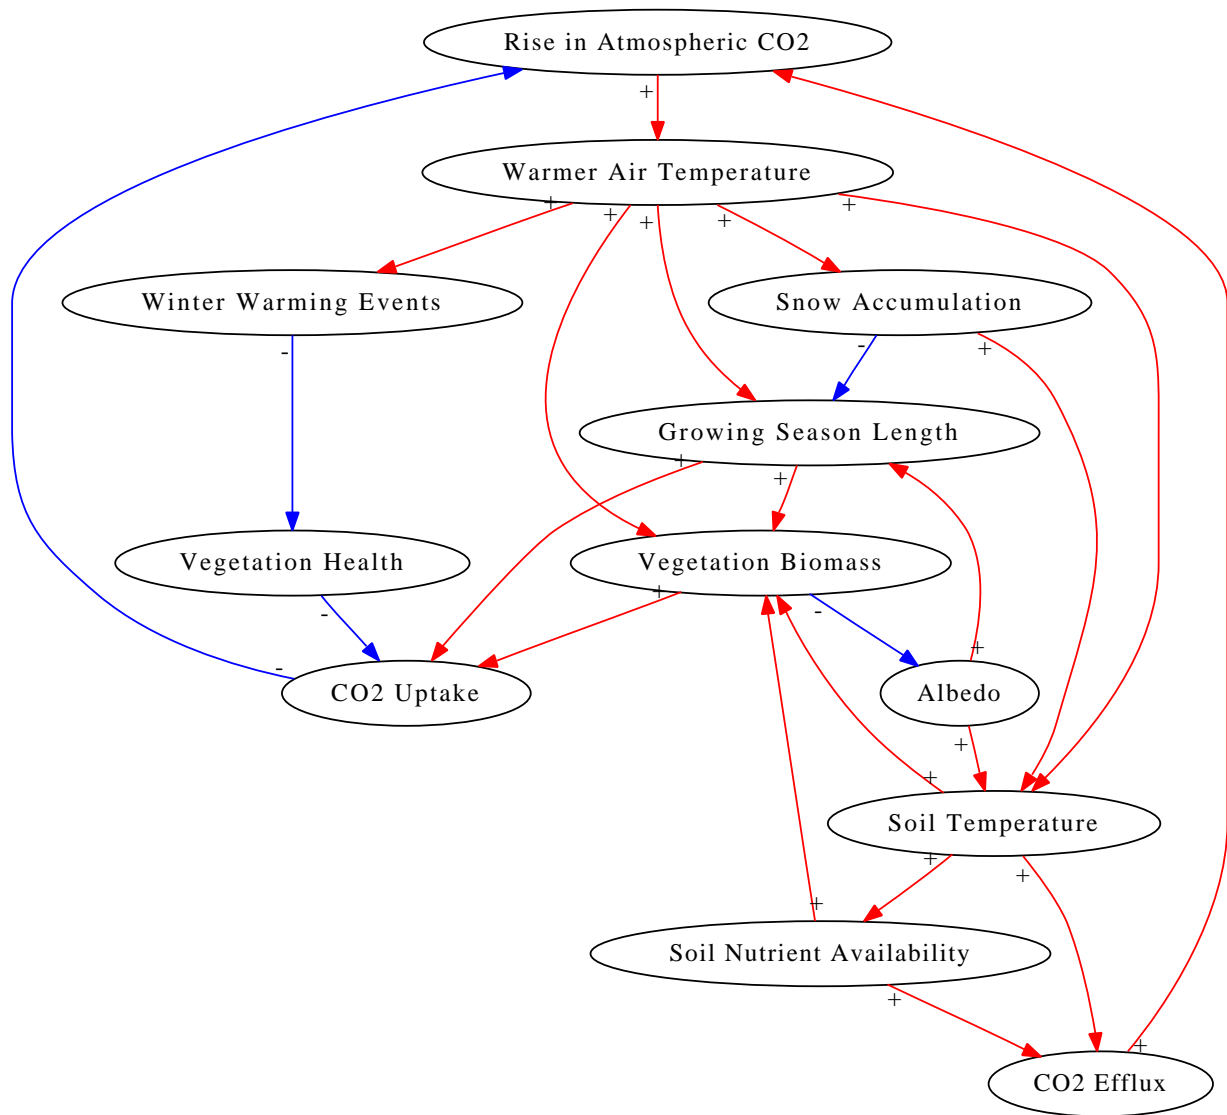 Rise in Atmospheric CO2
+
Warmer Air Temperature
+ + + + +
Winter Warming Events
Snow Accumulation
- - +
Growing Season Length
+ +
Vegetation Health
Vegetation Biomass
- + -
- +
CO2 Uptake
Albedo
+
+
Soil Temperature
+ +
+
Soil Nutrient Availability
+
+
CO2 Efflux